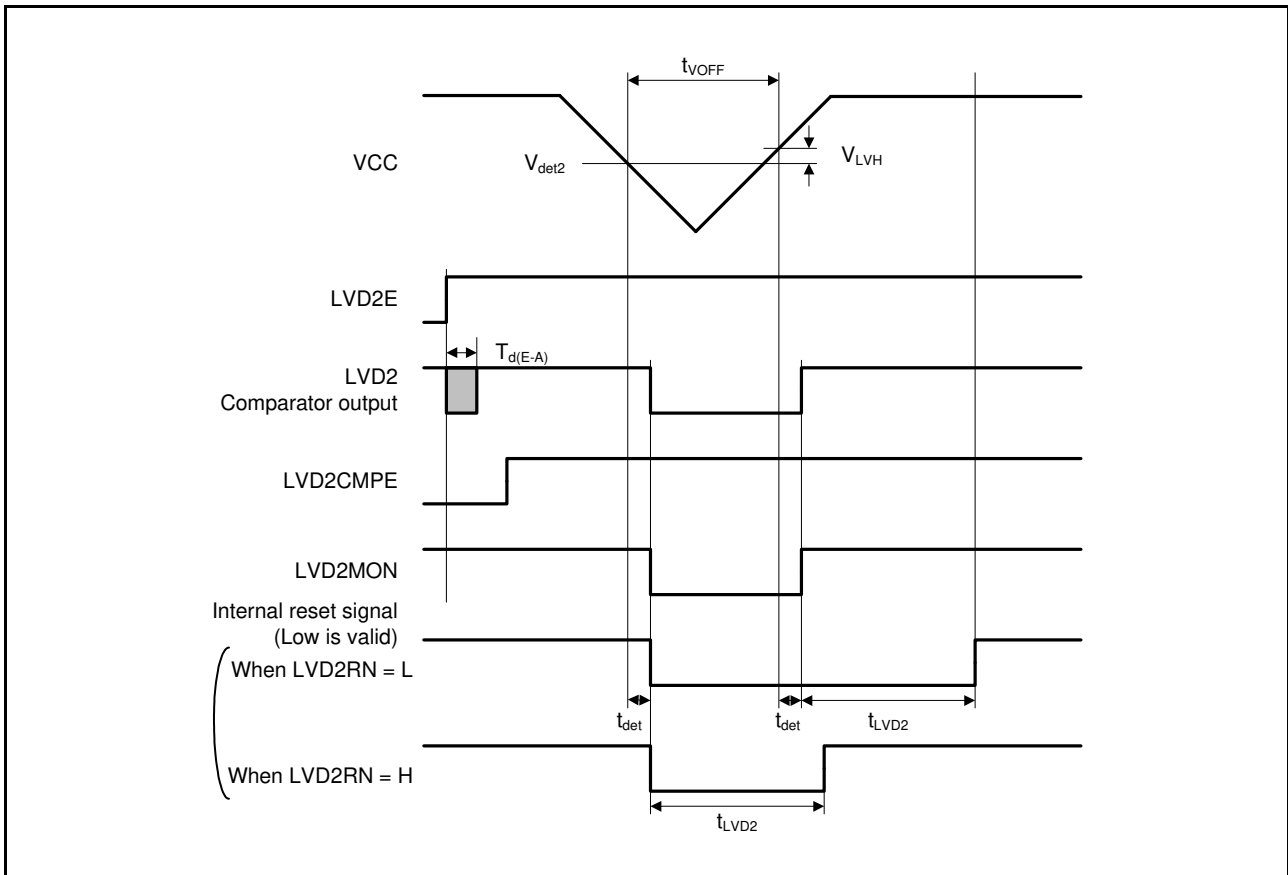 tVOFF
VCC
Vdet2
VLVH
LVD2E
Td(E-A)
LVD2
Comparator output
LVD2CMPE
LVD2MON
Internal reset signal
(Low is valid)
When LVD2RN = L
tdet
tdet
tLVD2
When LVD2RN = H
tLVD2